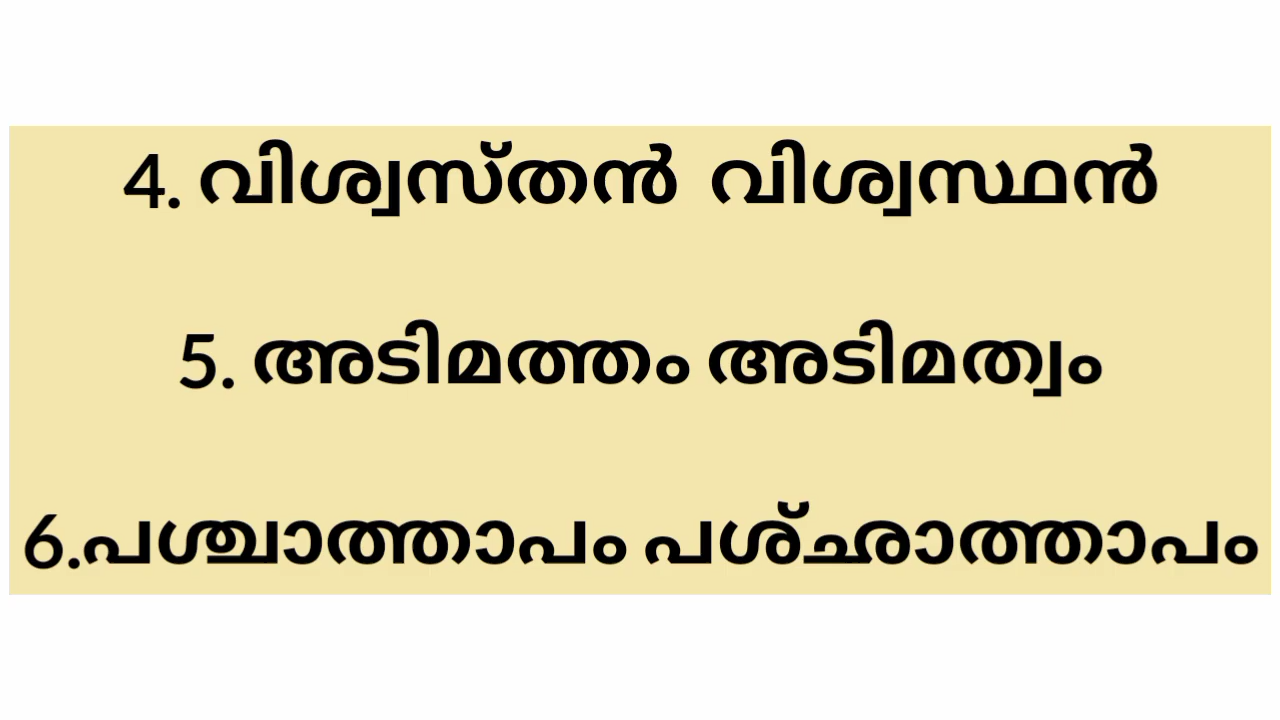 4. വിശ്വസ്തൻ വിശ്വസ്ഥൻ
5. അടിമത്തം അടിമത്വം
6.പശ്ചാത്താപം പശ്ഛാത്താപം